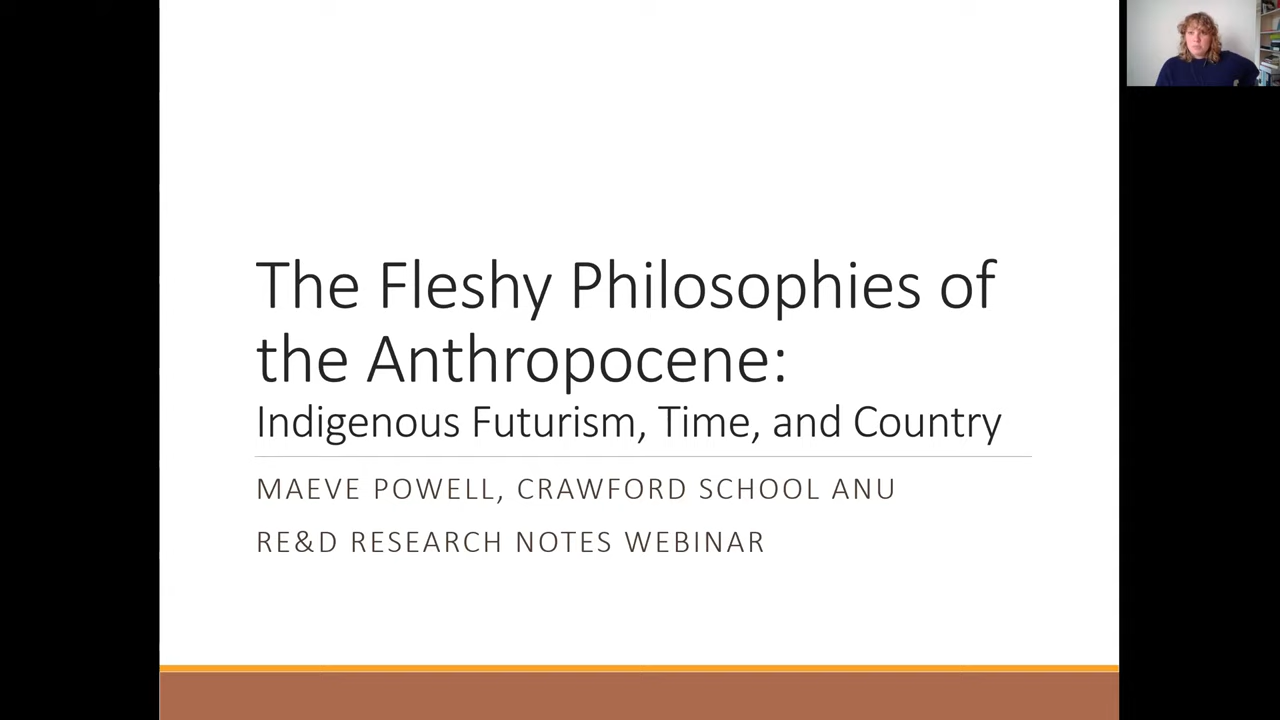 The Fleshy Philosophies of
the Anthropocene:
Indigenous Futurism, Time, and Country
MAEVE POWELL, CRAWFORD SCHOOL ANU
RE&D RESEARCH NOTES WEBINAR